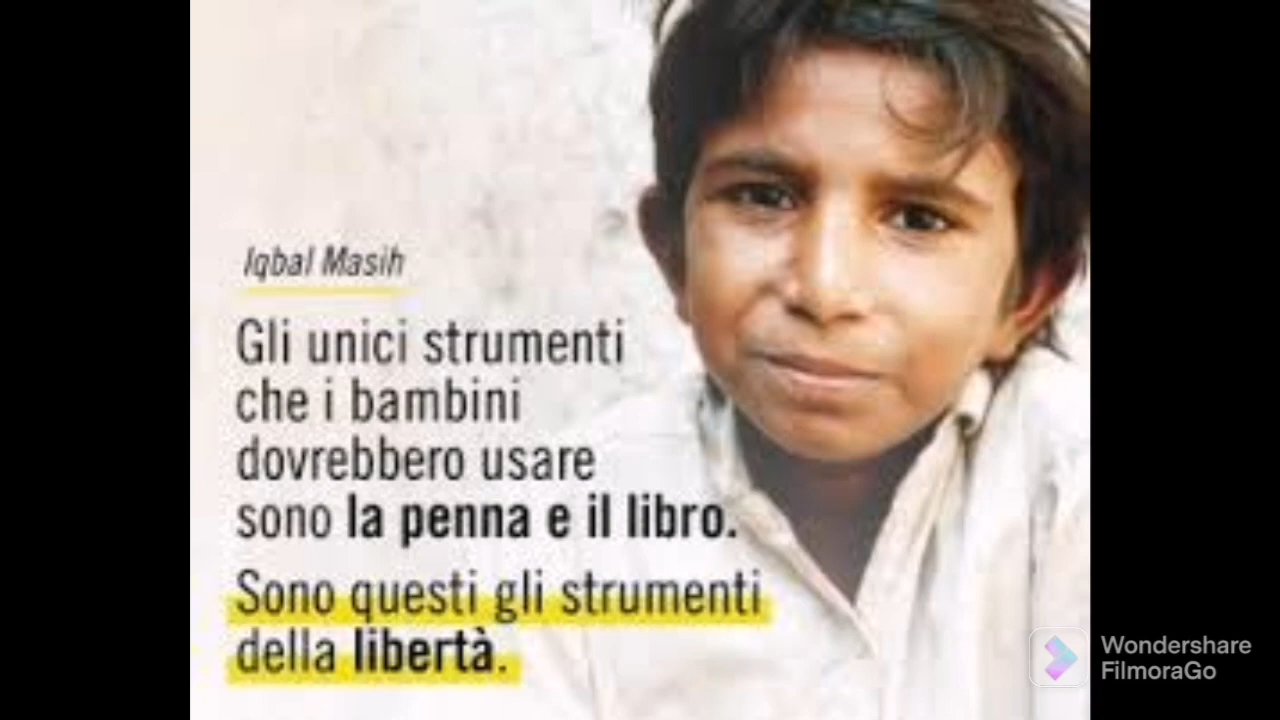 Iqbal Masih
Gli unici strumenti
che i bambini
dovrebbero usare
sono la penna e il libro.
Sono questi gli strumenti
della libertà.
Wondershare
FilmoraGo